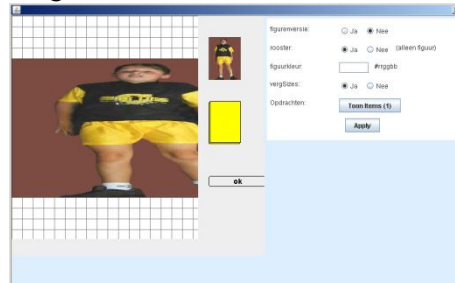 figurenversie: Ja Nee
rooster: Ja Nee (alleen figuur)
figuurkleur: #rrggbb
vergSizes: Ja Nee
Opdrachten: Toon Items (1)
Apply
ok